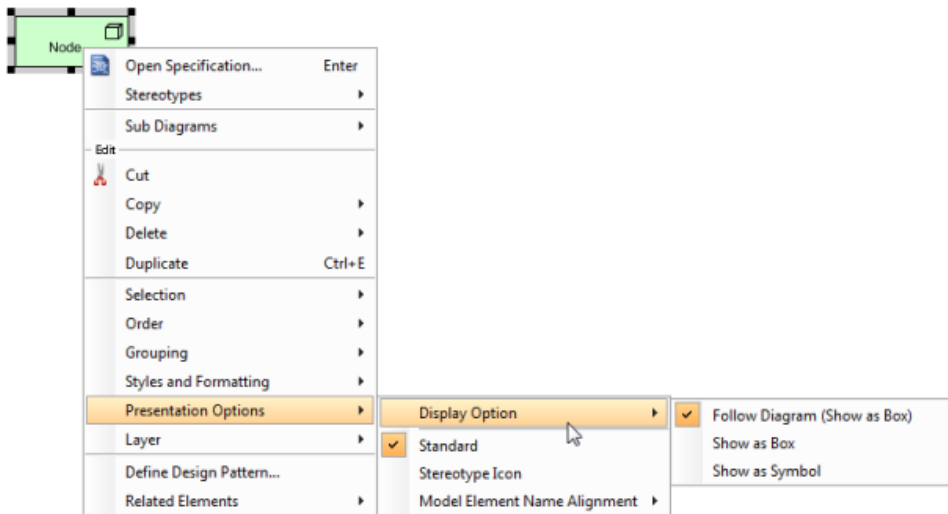 Node
Open Specification... Enter
Stereotypes
Sub Diagrams
Edit
Cut
Copy
Delete
Duplicate Ctrl+E
Selection
Order
Grouping
Styles and Formatting
Presentation Options
Layer
Define Design Pattern...
Related Elements
Display Option
Standard
Stereotype Icon
Model Element Name Alignment
Follow Diagram (Show as Box)
Show as Box
Show as Symbol